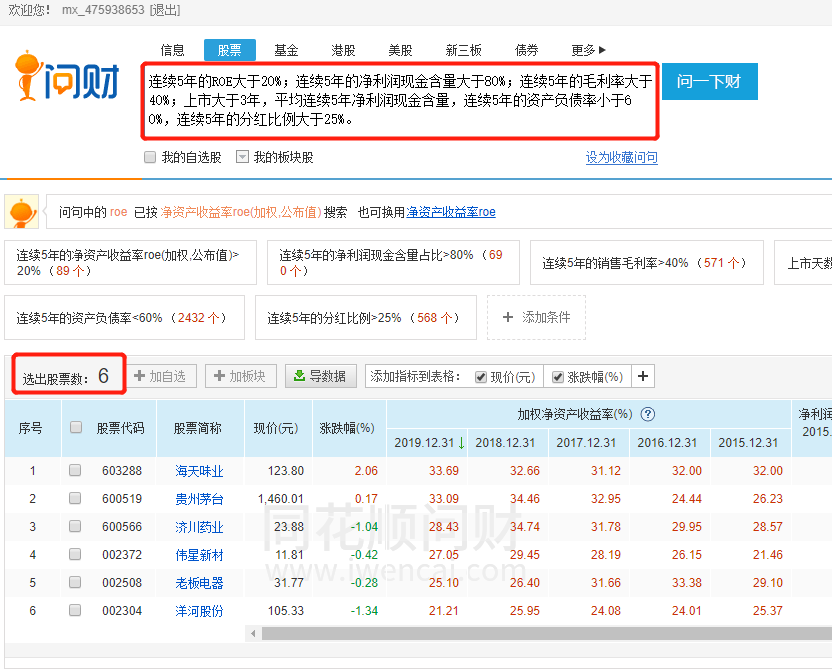 欢迎您！ mx_475938653 [退出]
信息 股票 基金 港股 美股 新三板 债券 更多
问财
连续5年的ROE大于20%；连续5年的净利润现金含量大于80%；连续5年的毛利率大于
40%；上市大于3年，平均连续5年净利润现金含量，连续5年的资产负债率小于6
0%，连续5年的分红比例大于25%。
问一下财
我的自选股 我的板块股 设为收藏问句
问句中的 roe 已按 净资产收益率roe(加权,公布值) 搜索 也可换用净资产收益率roe
连续5年的净资产收益率roe(加权,公布值)>
20%（89 个）
连续5年的净利润现金含量占比>80%（69
0 个）
连续5年的销售毛利率>40%（571 个）
上市天数
连续5年的资产负债率<60%（2432 个）
连续5年的分红比例>25%（568 个）
+ 添加条件
选出股票数：6 +加自选 +加板块 导数据 添加指标到表格： 现价(元) 涨跌幅(%) +
序号 股票代码 股票简称 现价(元) 涨跌幅(%) 加权净资产收益率(%) ? 净利润
2019.12.31↓ 2018.12.31 2017.12.31 2016.12.31 2015.12.31 2015.
1 603288 海天味业 123.80 2.06 33.69 32.66 31.12 32.00 32.00
2 600519 贵州茅台 1,460.01 0.17 33.09 34.46 32.95 24.44 26.23
3 600566 济川药业 23.88 -1.04 28.43 34.74 31.78 29.95 28.57
4 002372 伟星新材 11.81 -0.42 27.05 29.45 28.19 26.15 21.46
5 002508 老板电器 31.77 -0.28 25.10 26.40 31.66 33.38 29.10
6 002304 洋河股份 105.33 -1.34 21.21 25.95 24.08 24.01 25.37
同花顺问财
www.iwencai.com